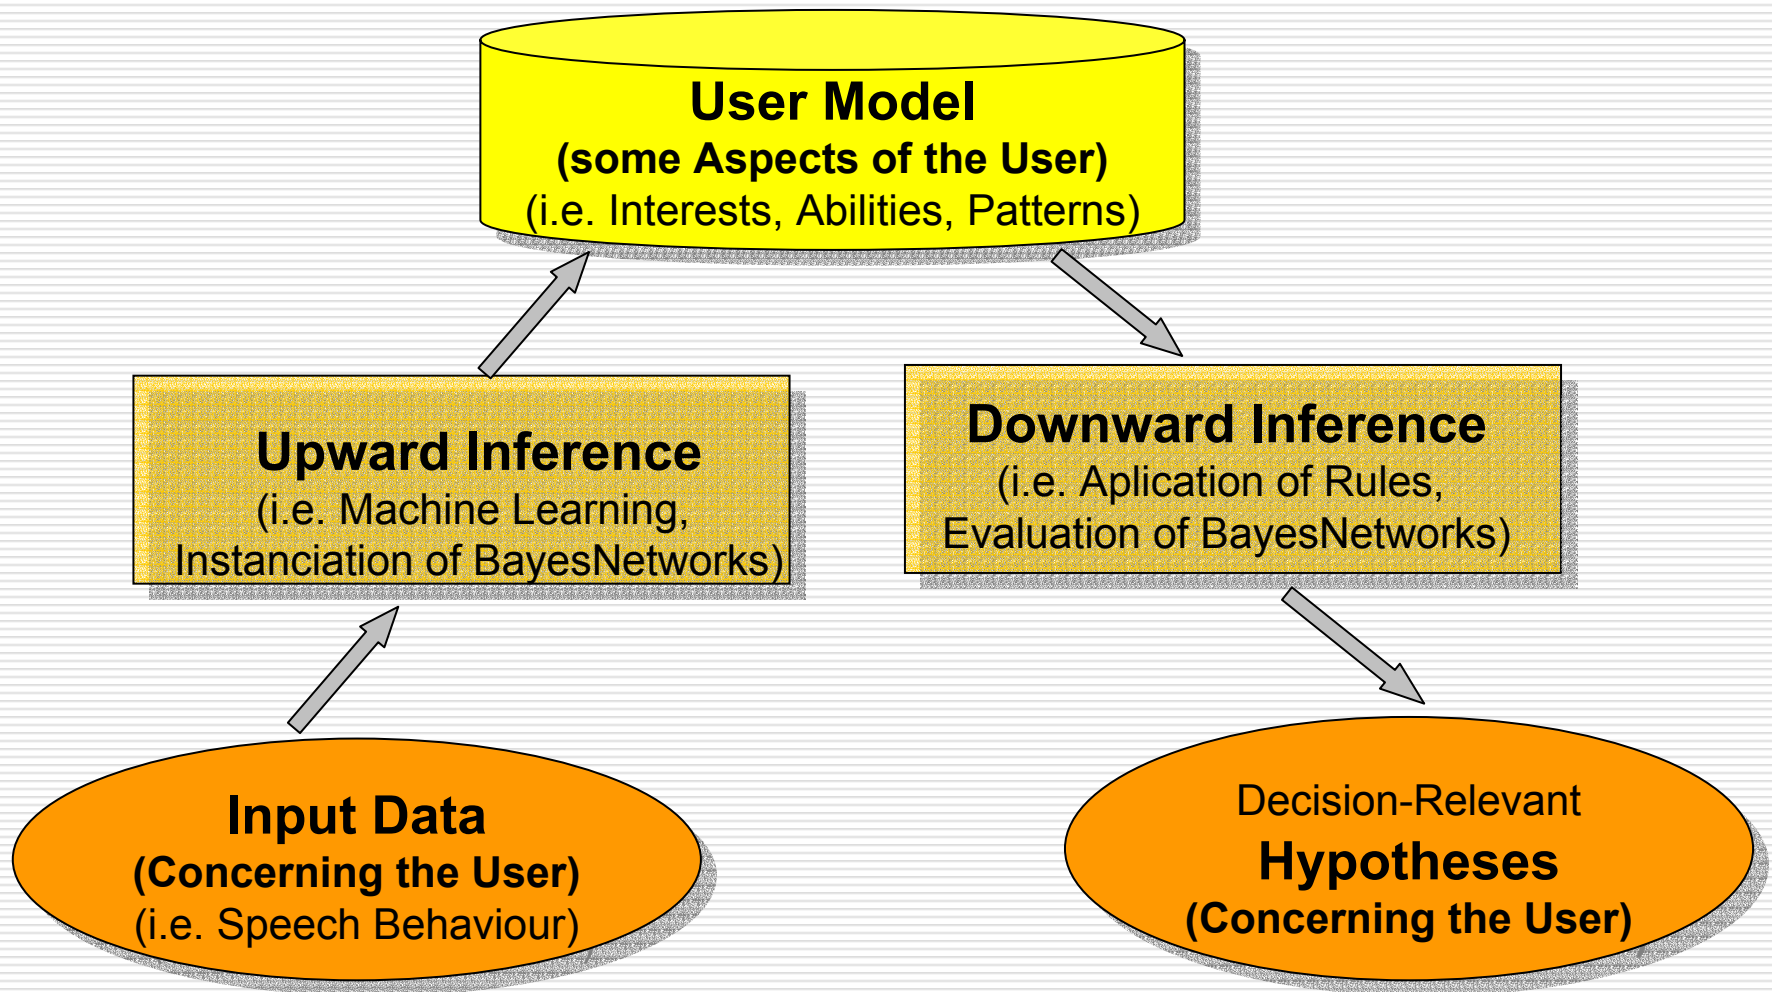 User Model
(some Aspects of the User)
(i.e. Interests, Abilities, Patterns)
Upward Inference
(i.e. Machine Learning,
Instanciation of BayesNetworks)
Downward Inference
(i.e. Aplication of Rules,
Evaluation of BayesNetworks)
Input Data
(Concerning the User)
(i.e. Speech Behaviour)
Decision-Relevant
Hypotheses
(Concerning the User)